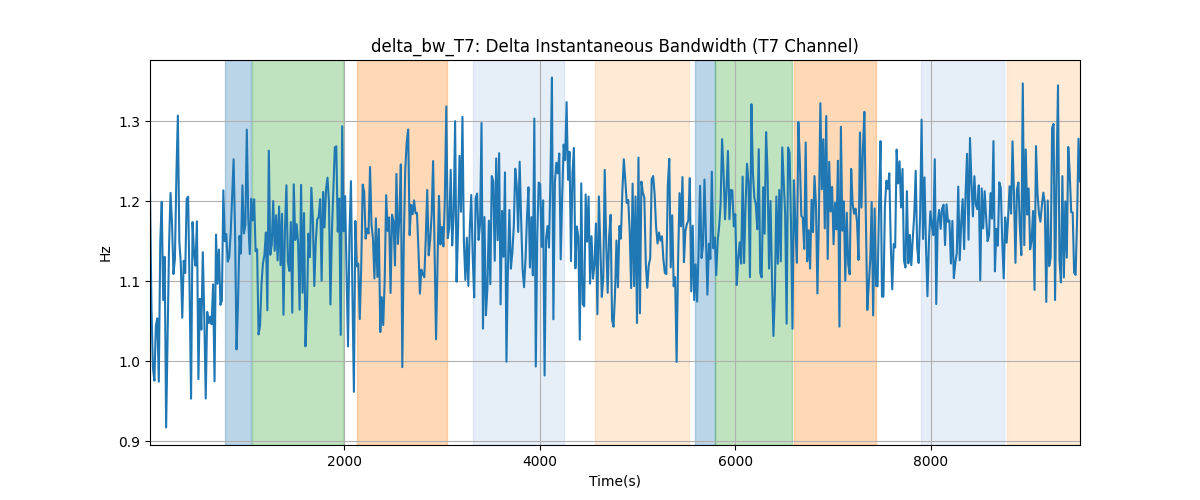 delta_bw_T7: Delta Instantaneous Bandwidth (T7 Channel)
Hz
1.3
1.2
1.1
1.0
0.9
2000 4000 6000 8000
Time(s)